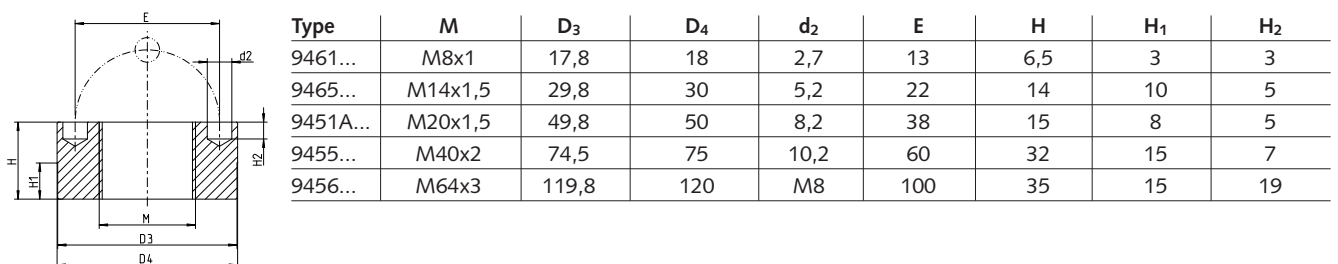 E
d2
H
H1
H2
M
D3
D4
Type M D₃ D₄ d₂ E H H₁ H₂
9461... M8x1 17,8 18 2,7 13 6,5 3 3
9465... M14x1,5 29,8 30 5,2 22 14 10 5
9451A... M20x1,5 49,8 50 8,2 38 15 8 5
9455... M40x2 74,5 75 10,2 60 32 15 7
9456... M64x3 119,8 120 M8 100 35 15 19